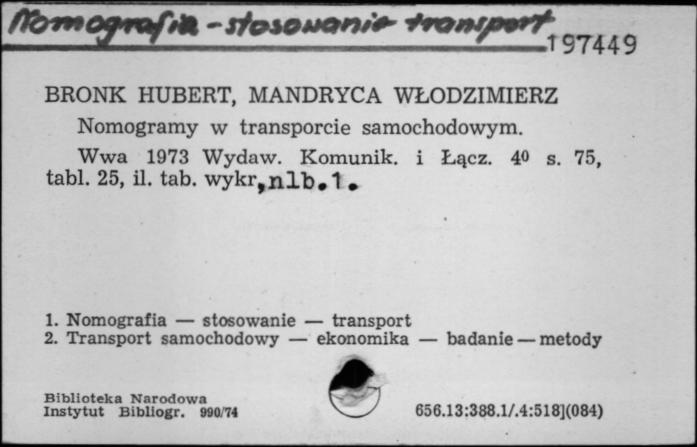 Nomografia - stosowanie transport
197449
BRONK HUBERT, MANDRYCA WŁODZIMIERZ
Nomogramy w transporcie samochodowym.
Wwa 1973 Wydaw. Komunik. i Łącz. 4⁰ s. 75,
tabl. 25, il. tab. wykr,nlb.1.
1. Nomografia — stosowanie — transport
2. Transport samochodowy — ekonomika — badanie — metody
Biblioteka Narodowa
Instytut Bibliogr. 990/74
656.13:388.1/.4:518](084)